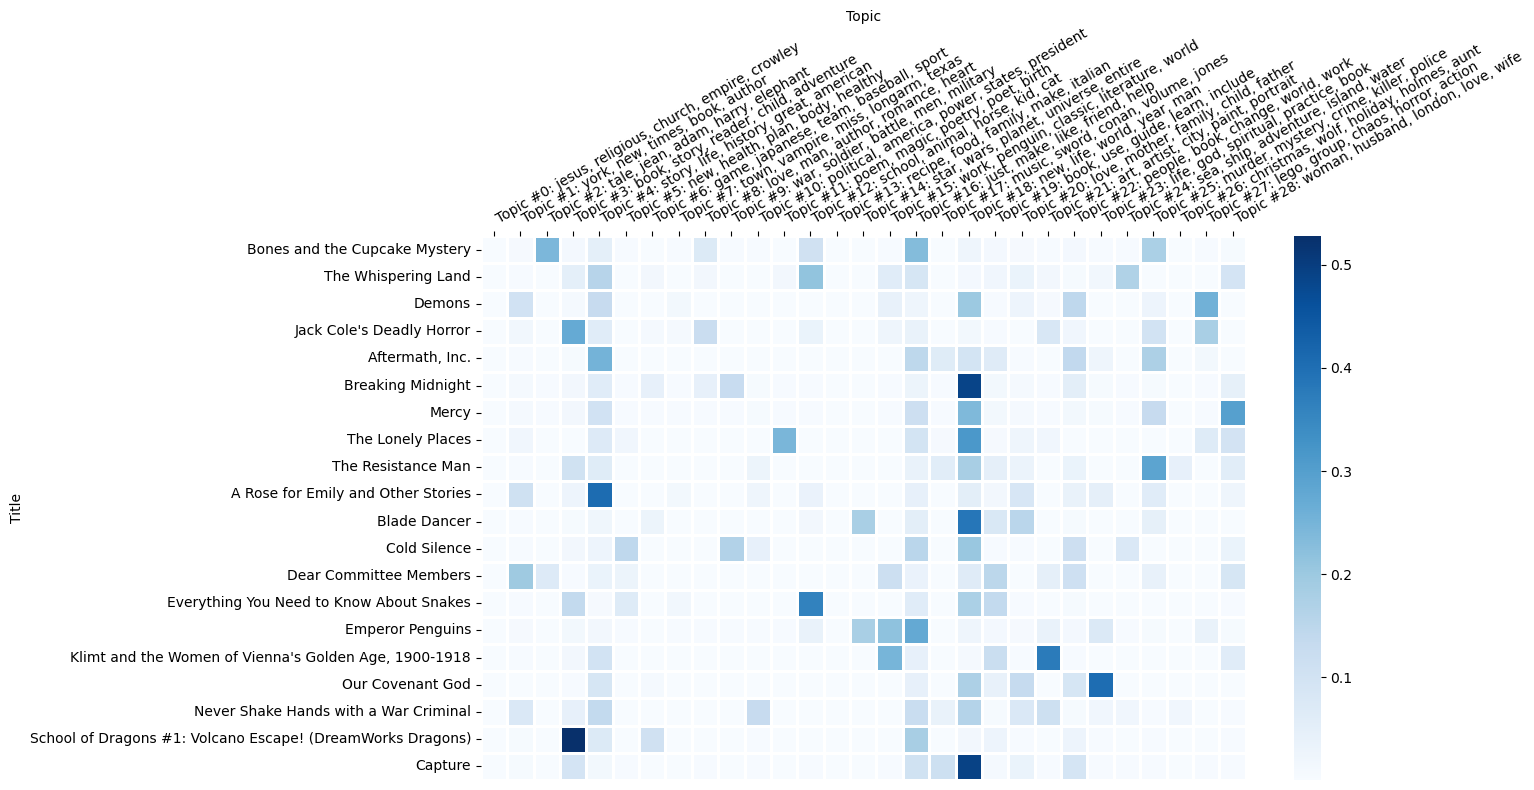 Topic
Topic #0: jesus, religious, church, empire, crowley
Topic #1: york, new, times, book, author
Topic #2: tale, jean, adam, harry, elephant
Topic #3: book, story, reader, child, adventure
Topic #4: story, life, history, great, american
Topic #5: new, health, plan, body, healthy
Topic #6: game, japanese, team, baseball, sport
Topic #7: town, vampire, miss, longarm, texas
Topic #8: love, man, author, romance, heart
Topic #9: war, soldier, battle, men, military
Topic #10: political, america, power, states, president
Topic #11: poem, magic, poetry, poet, birth
Topic #12: school, animal, horse, kid, cat
Topic #13: recipe, food, family, make, italian
Topic #14: star, wars, planet, universe, entire
Topic #15: work, penguin, classic, literature, world
Topic #16: just, make, like, friend, help
Topic #17: music, sword, conan, volume, jones
Topic #18: new, life, world, year, man
Topic #19: book, use, guide, learn, include
Topic #20: love, mother, family, child, father
Topic #21: art, artist, city, paint, portrait
Topic #22: people, book, change, world, work
Topic #23: life, god, spiritual, practice, book
Topic #24: sea, ship, adventure, island, water
Topic #25: murder, mystery, crime, killer, police
Topic #26: christmas, wolf, holiday, holmes, aunt
Topic #27: lego, group, chaos, horror, action
Topic #28: woman, husband, london, love, wife
Title
Bones and the Cupcake Mystery
The Whispering Land
Demons
Jack Cole's Deadly Horror
Aftermath, Inc.
Breaking Midnight
Mercy
The Lonely Places
The Resistance Man
A Rose for Emily and Other Stories
Blade Dancer
Cold Silence
Dear Committee Members
Everything You Need to Know About Snakes
Emperor Penguins
Klimt and the Women of Vienna's Golden Age, 1900-1918
Our Covenant God
Never Shake Hands with a War Criminal
School of Dragons #1: Volcano Escape! (DreamWorks Dragons)
Capture
0.5
0.4
0.3
0.2
0.1